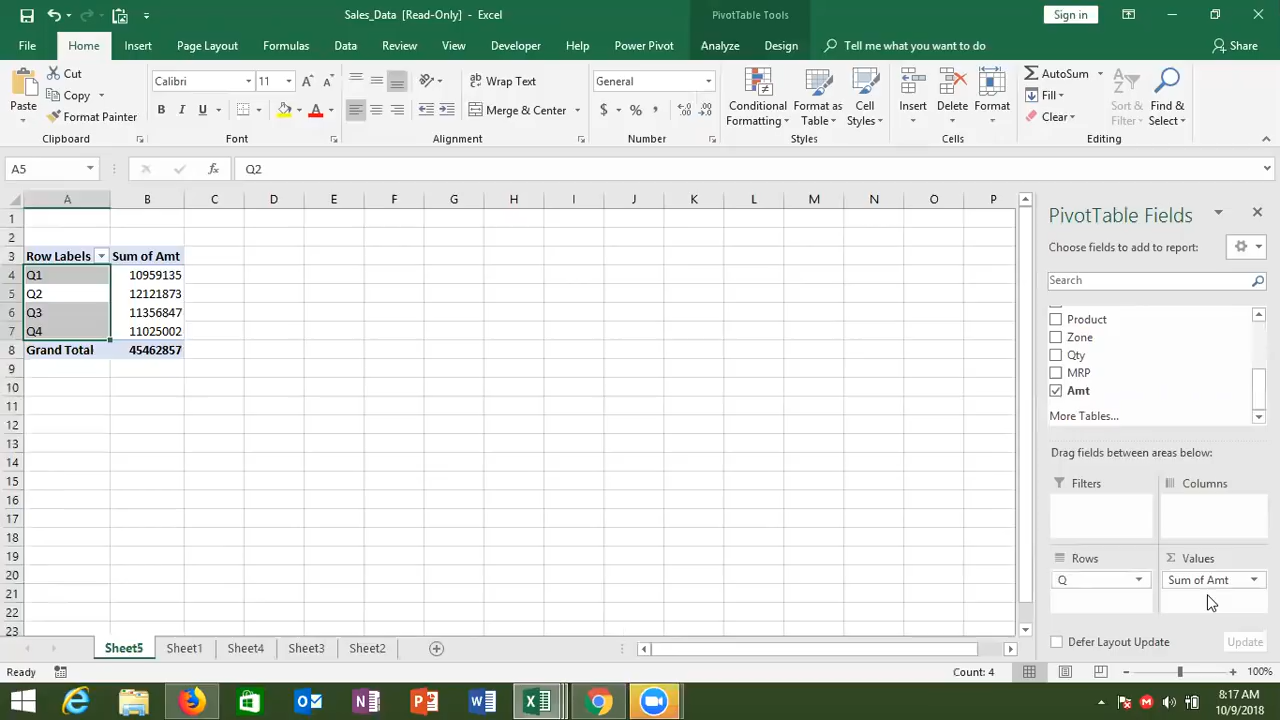 Sales_Data [Read-Only] - Excel
PivotTable Tools
Sign in
File Home Insert Page Layout Formulas Data Review View Developer Help Power Pivot Analyze Design Tell me what you want to do Share
Paste
Cut
Copy
Format Painter
Clipboard
Calibri 11
B I U A
Font
Wrap Text
Merge & Center
Alignment
General
$ % ,
Number
Conditional Formatting
Format as Table
Cell Styles
Styles
Insert Delete Format
Cells
AutoSum
Fill
Clear
Sort & Filter
Find & Select
Editing
A5 fx Q2
A B C D E F G H I J K L M N O P
1
2
3 Row Labels Sum of Amt
4 Q1 10959135
5 Q2 12121873
6 Q3 11356847
7 Q4 11025002
8 Grand Total 45462857
9
10
11
12
13
14
15
16
17
18
19
20
21
22
23
PivotTable Fields
Choose fields to add to report:
Search
Product
Zone
Qty
MRP
Amt
More Tables...
Drag fields between areas below:
Filters Columns
Rows Σ Values
Q Sum of Amt
Defer Layout Update Update
Sheet5 Sheet1 Sheet4 Sheet3 Sheet2
Ready Count: 4 100%
8:17 AM
10/9/2018